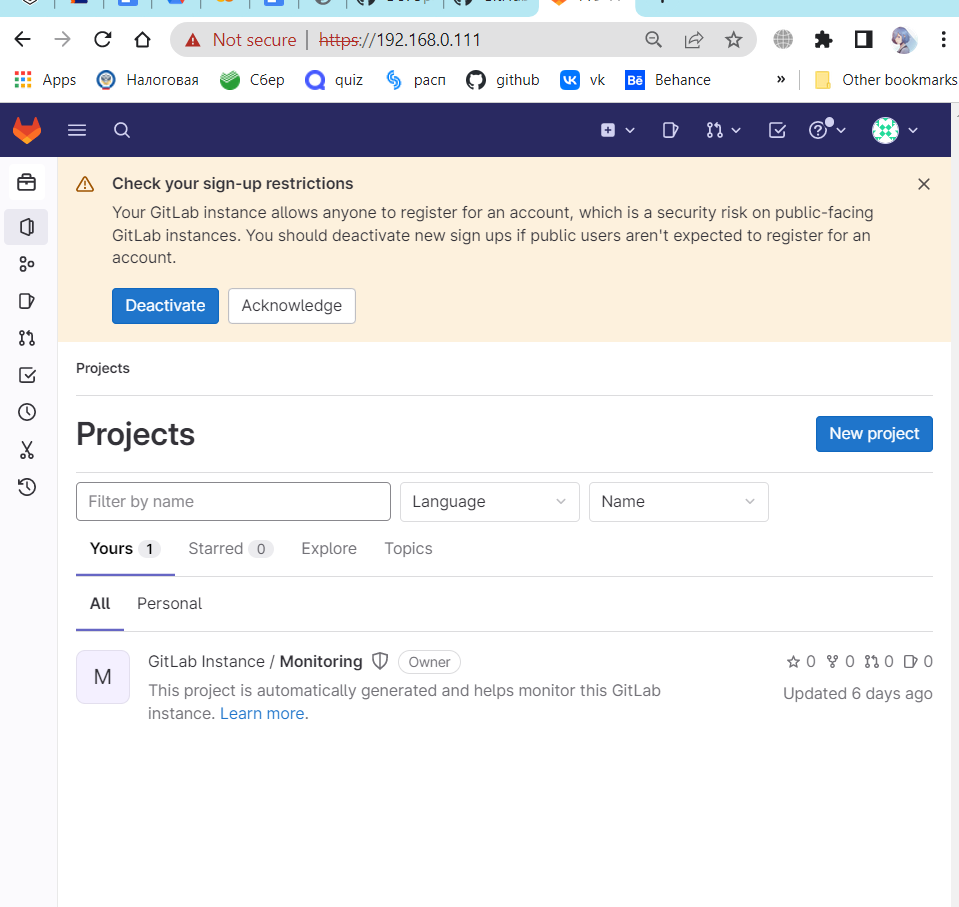 Not secure https://192.168.0.111
Apps Налоговая Сбер quiz расп github vk Bē Behance » Other bookmarks
Check your sign-up restrictions
Your GitLab instance allows anyone to register for an account, which is a security risk on public-facing
GitLab instances. You should deactivate new sign ups if public users aren't expected to register for an
account.
Deactivate Acknowledge
Projects
Projects
New project
Filter by name Language Name
Yours 1 Starred 0 Explore Topics
All Personal
M GitLab Instance / Monitoring Owner 0 0 0 0
This project is automatically generated and helps monitor this GitLab Updated 6 days ago
instance. Learn more.